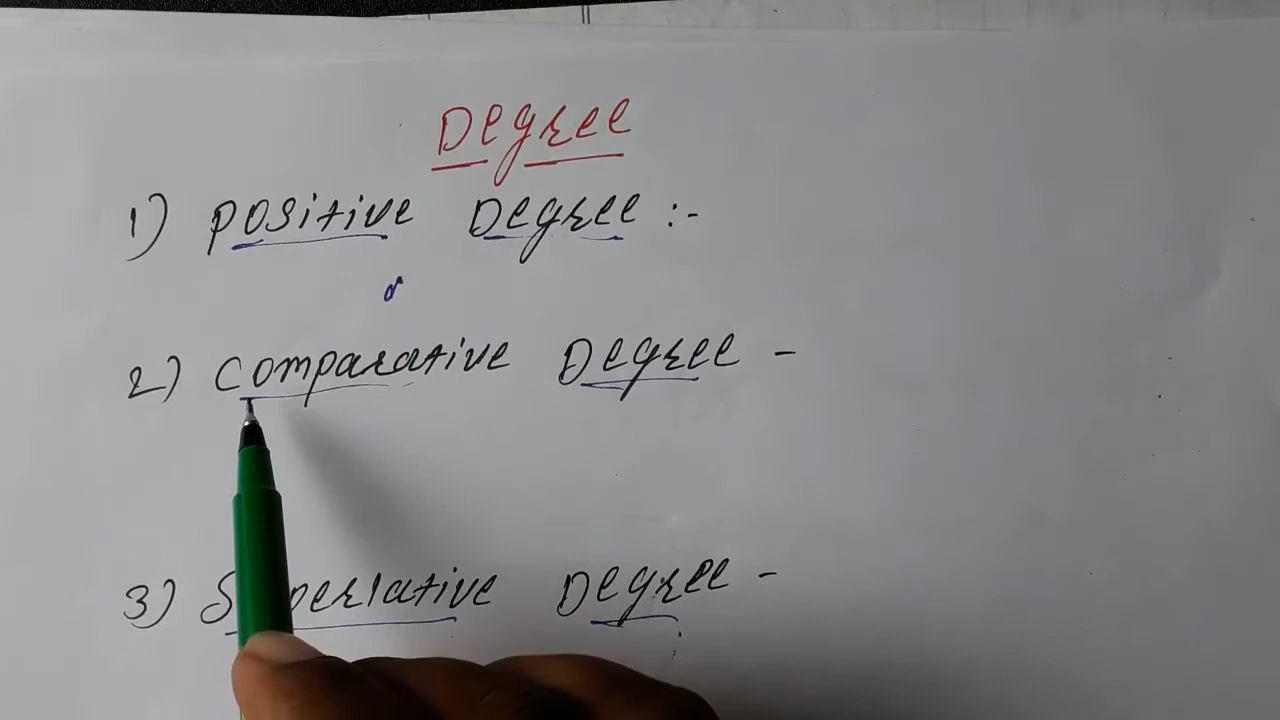 Degree
1) Positive Degree :-
2) Comparative Degree -
3) Superlative Degree -